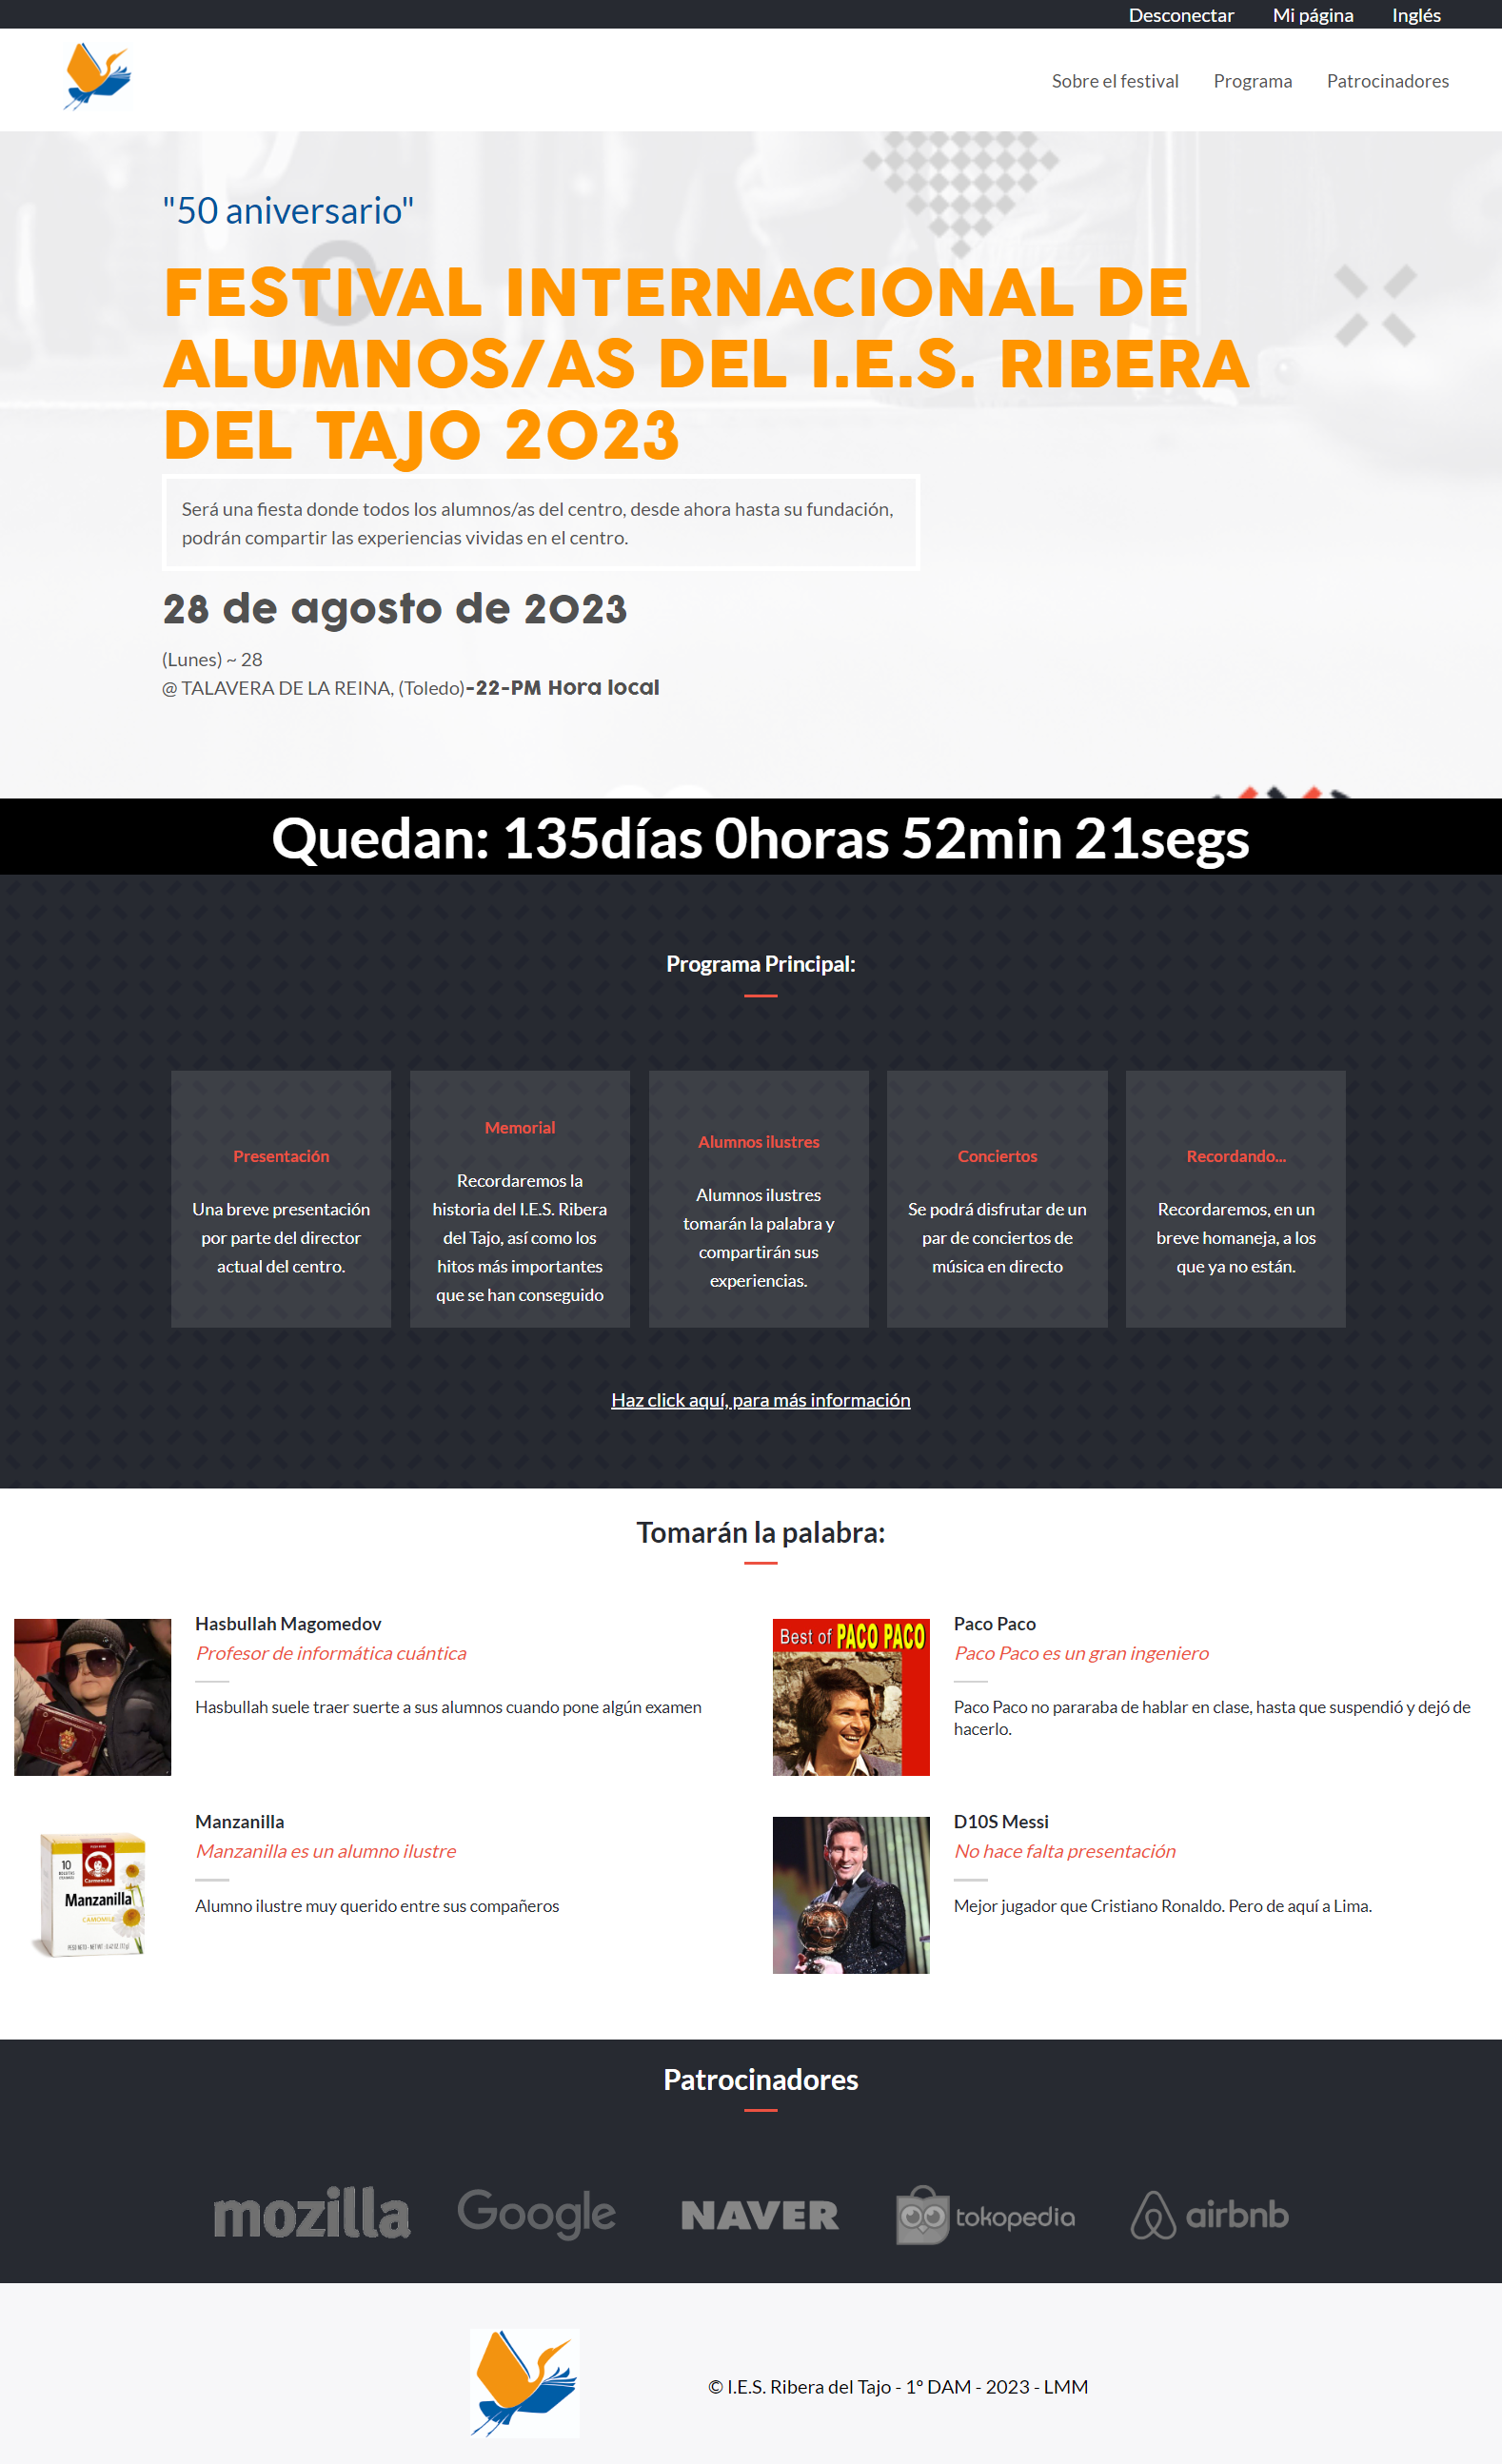 Desconectar Mi página Inglés
Sobre el festival Programa Patrocinadores
"50 aniversario"
FESTIVAL INTERNACIONAL DE
ALUMNOS/AS DEL I.E.S. RIBERA
DEL TAJO 2023
Será una fiesta donde todos los alumnos/as del centro, desde ahora hasta su fundación,
podrán compartir las experiencias vividas en el centro.
28 de agosto de 2023
(Lunes) ~ 28
@ TALAVERA DE LA REINA, (Toledo)-22-PM Hora local
Quedan: 135días 0horas 52min 21segs
Programa Principal:
Presentación
Una breve presentación
por parte del director
actual del centro.
Memorial
Recordaremos la
historia del I.E.S. Ribera
del Tajo, así como los
hitos más importantes
que se han conseguido
Alumnos ilustres
Alumnos ilustres
tomarán la palabra y
compartirán sus
experiencias.
Conciertos
Se podrá disfrutar de un
par de conciertos de
música en directo
Recordando...
Recordaremos, en un
breve homaneja, a los
que ya no están.
Haz click aquí, para más información
Tomarán la palabra:
Hasbullah Magomedov
Profesor de informática cuántica
Hasbullah suele traer suerte a sus alumnos cuando pone algún examen
Best of PACO PACO
Paco Paco
Paco Paco es un gran ingeniero
Paco Paco no pararaba de hablar en clase, hasta que suspendió y dejó de
hacerlo.
10
Carmencita
Manzanilla
CAMOMILE
Manzanilla
Manzanilla es un alumno ilustre
Alumno ilustre muy querido entre sus compañeros
D10S Messi
No hace falta presentación
Mejor jugador que Cristiano Ronaldo. Pero de aquí a Lima.
Patrocinadores
mozilla Google NAVER tokopedia airbnb
© I.E.S. Ribera del Tajo - 1º DAM - 2023 - LMM